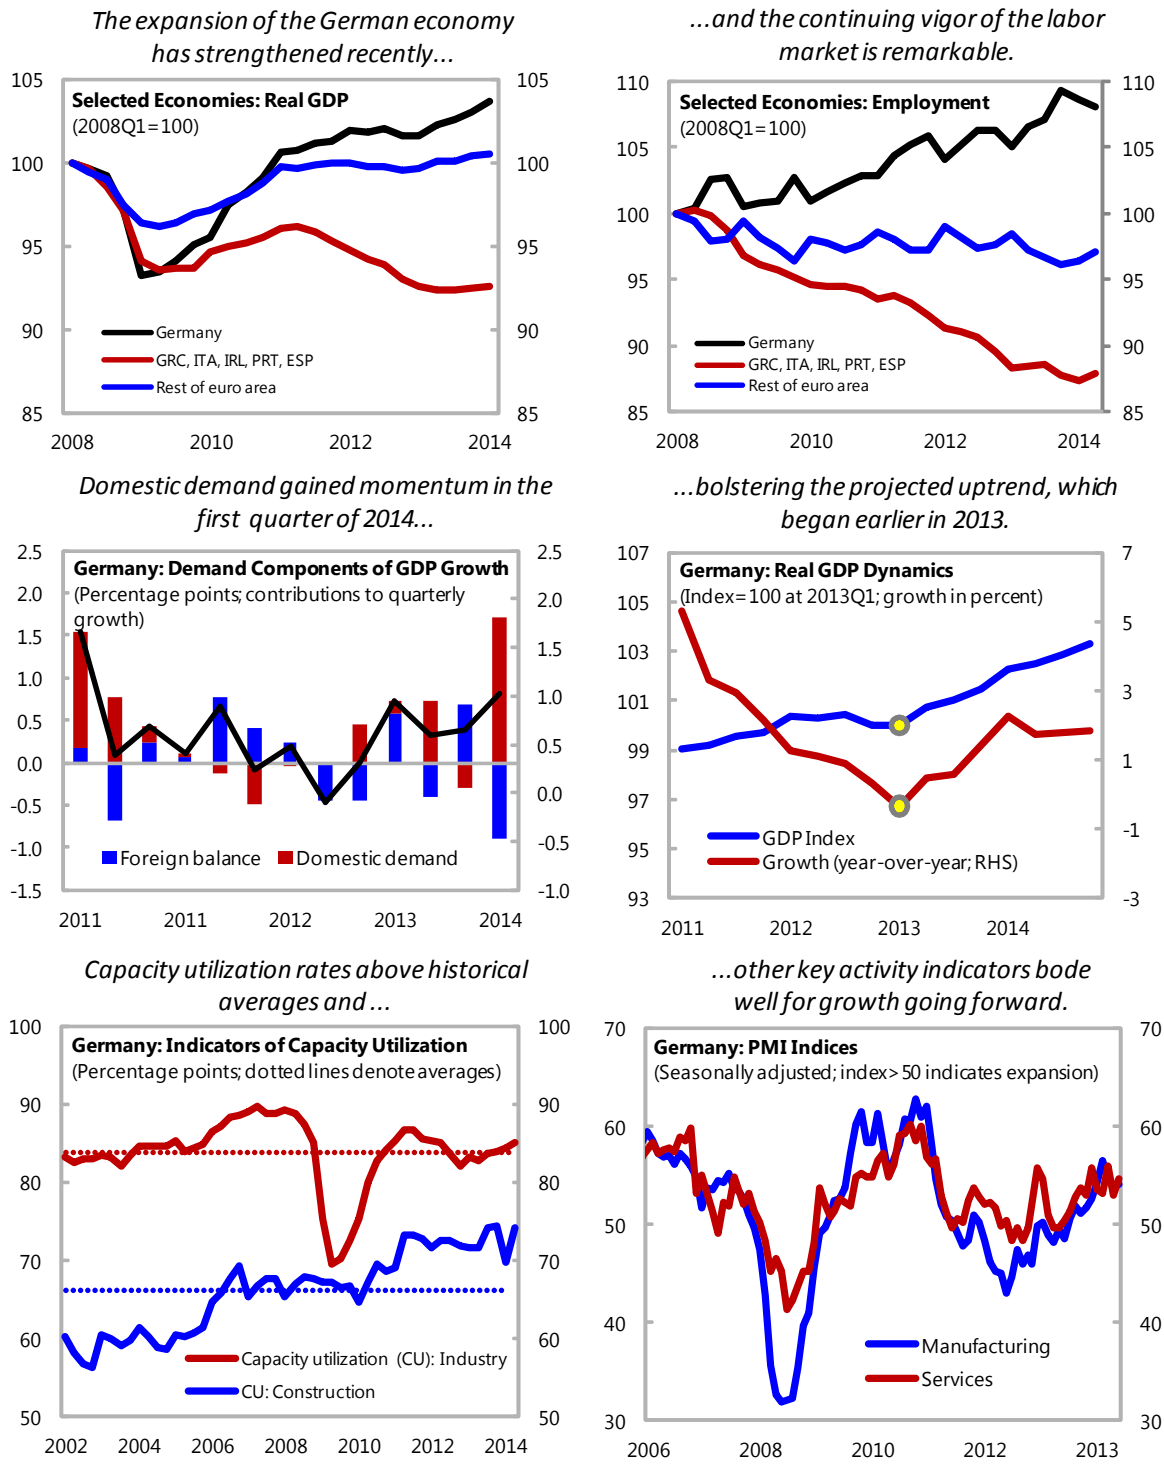 The expansion of the German economy
has strengthened recently...
105
100
95
90
85
105
100
95
90
85
Selected Economies: Real GDP
(2008Q1=100)
Germany
GRC, ITA, IRL, PRT, ESP
Rest of euro area
2008 2010 2012 2014
...and the continuing vigor of the labor
market is remarkable.
110
105
100
95
90
85
110
105
100
95
90
85
Selected Economies: Employment
(2008Q1=100)
Germany
GRC, ITA, IRL, PRT, ESP
Rest of euro area
2008 2010 2012 2014
Domestic demand gained momentum in the
first quarter of 2014...
2.5
2.0
1.5
1.0
0.5
0.0
-0.5
-1.0
-1.5
2.5
2.0
1.5
1.0
0.5
0.0
-0.5
-1.0
Germany: Demand Components of GDP Growth
(Percentage points; contributions to quarterly
growth)
Foreign balance Domestic demand
2011 2011 2012 2013 2014
...bolstering the projected uptrend, which
began earlier in 2013.
107
105
103
101
99
97
95
93
7
5
3
1
-1
-3
Germany: Real GDP Dynamics
(Index=100 at 2013Q1; growth in percent)
GDP Index
Growth (year-over-year; RHS)
2011 2012 2013 2014
Capacity utilization rates above historical
averages and ...
100
90
80
70
60
50
100
90
80
70
60
50
Germany: Indicators of Capacity Utilization
(Percentage points; dotted lines denote averages)
Capacity utilization (CU): Industry
CU: Construction
2002 2004 2006 2008 2010 2012 2014
...other key activity indicators bode
well for growth going forward.
70
60
50
40
30
70
60
50
40
30
Germany: PMI Indices
(Seasonally adjusted; index>50 indicates expansion)
Manufacturing
Services
2006 2008 2010 2012 2013